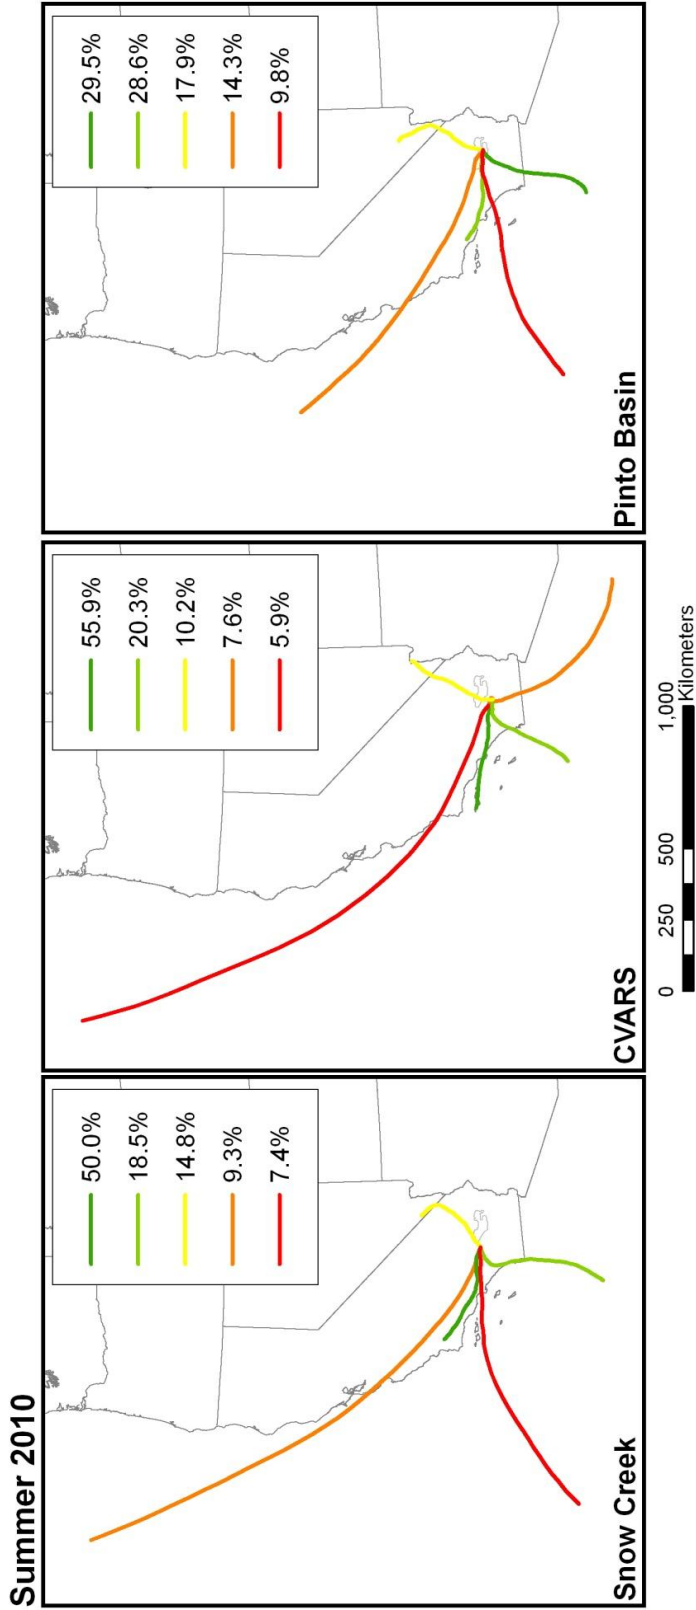 Summer 2010
50.0%
18.5%
14.8%
9.3%
7.4%
Snow Creek
55.9%
20.3%
10.2%
7.6%
5.9%
CVARS
29.5%
28.6%
17.9%
14.3%
9.8%
Pinto Basin
0 250 500 1,000
Kilometers